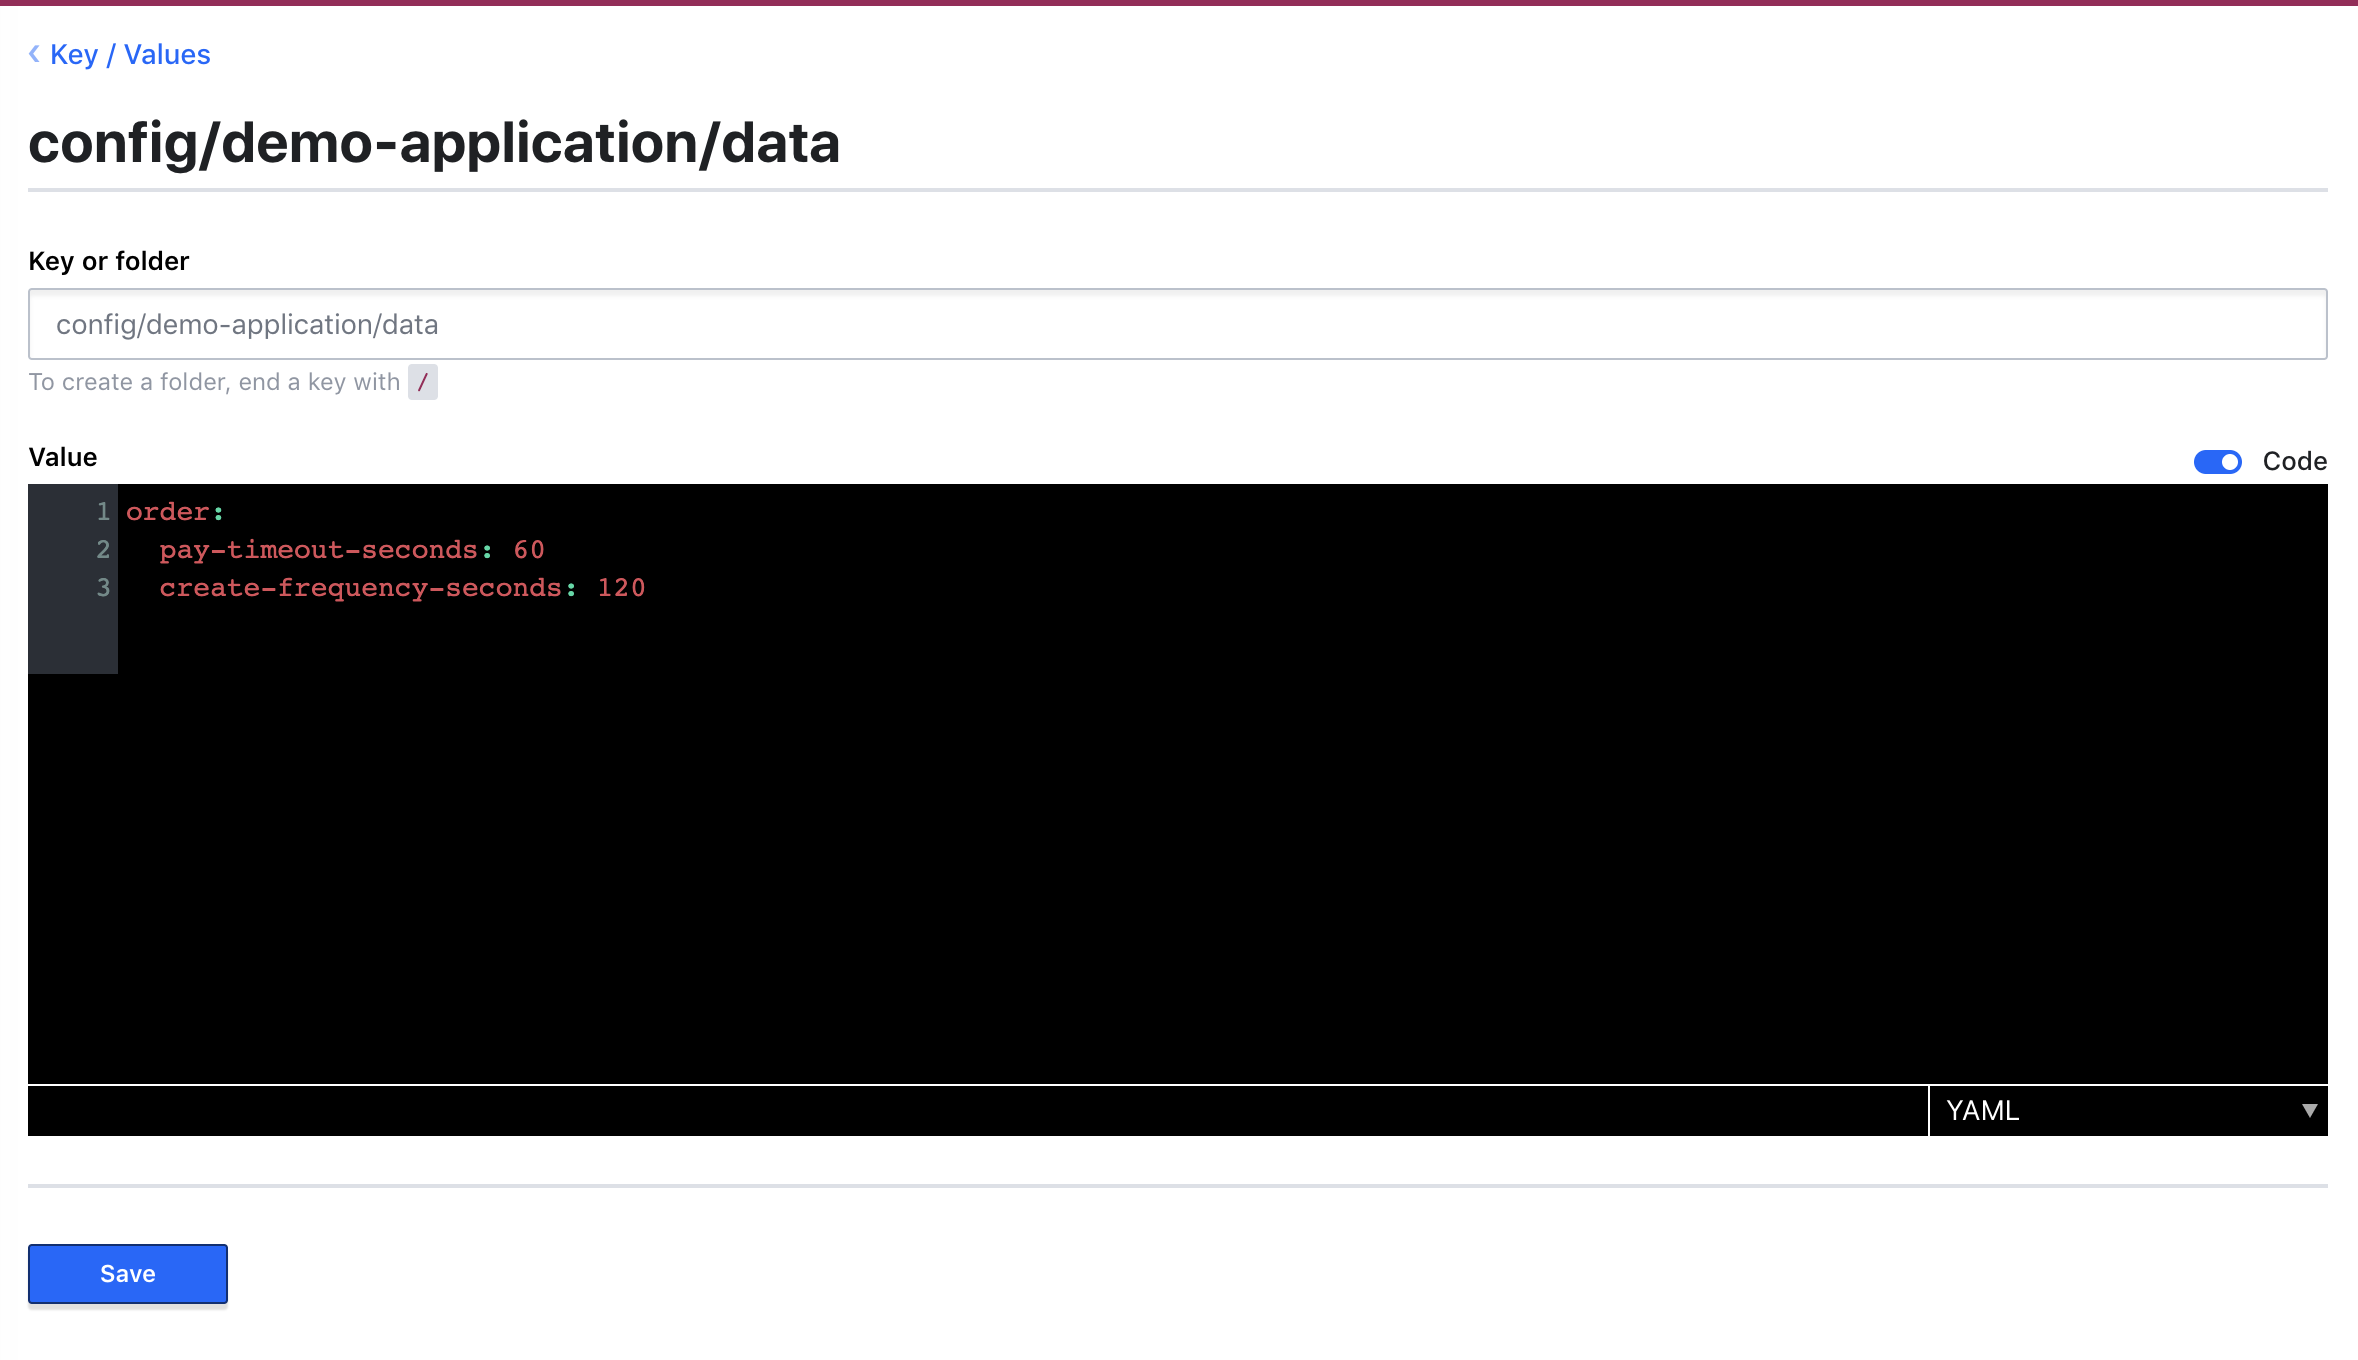 Key / Values
config/demo-application/data
Key or folder
config/demo-application/data
To create a folder, end a key with /
Value
Code
1 order:
2   pay-timeout-seconds: 60
3   create-frequency-seconds: 120
YAML
Save